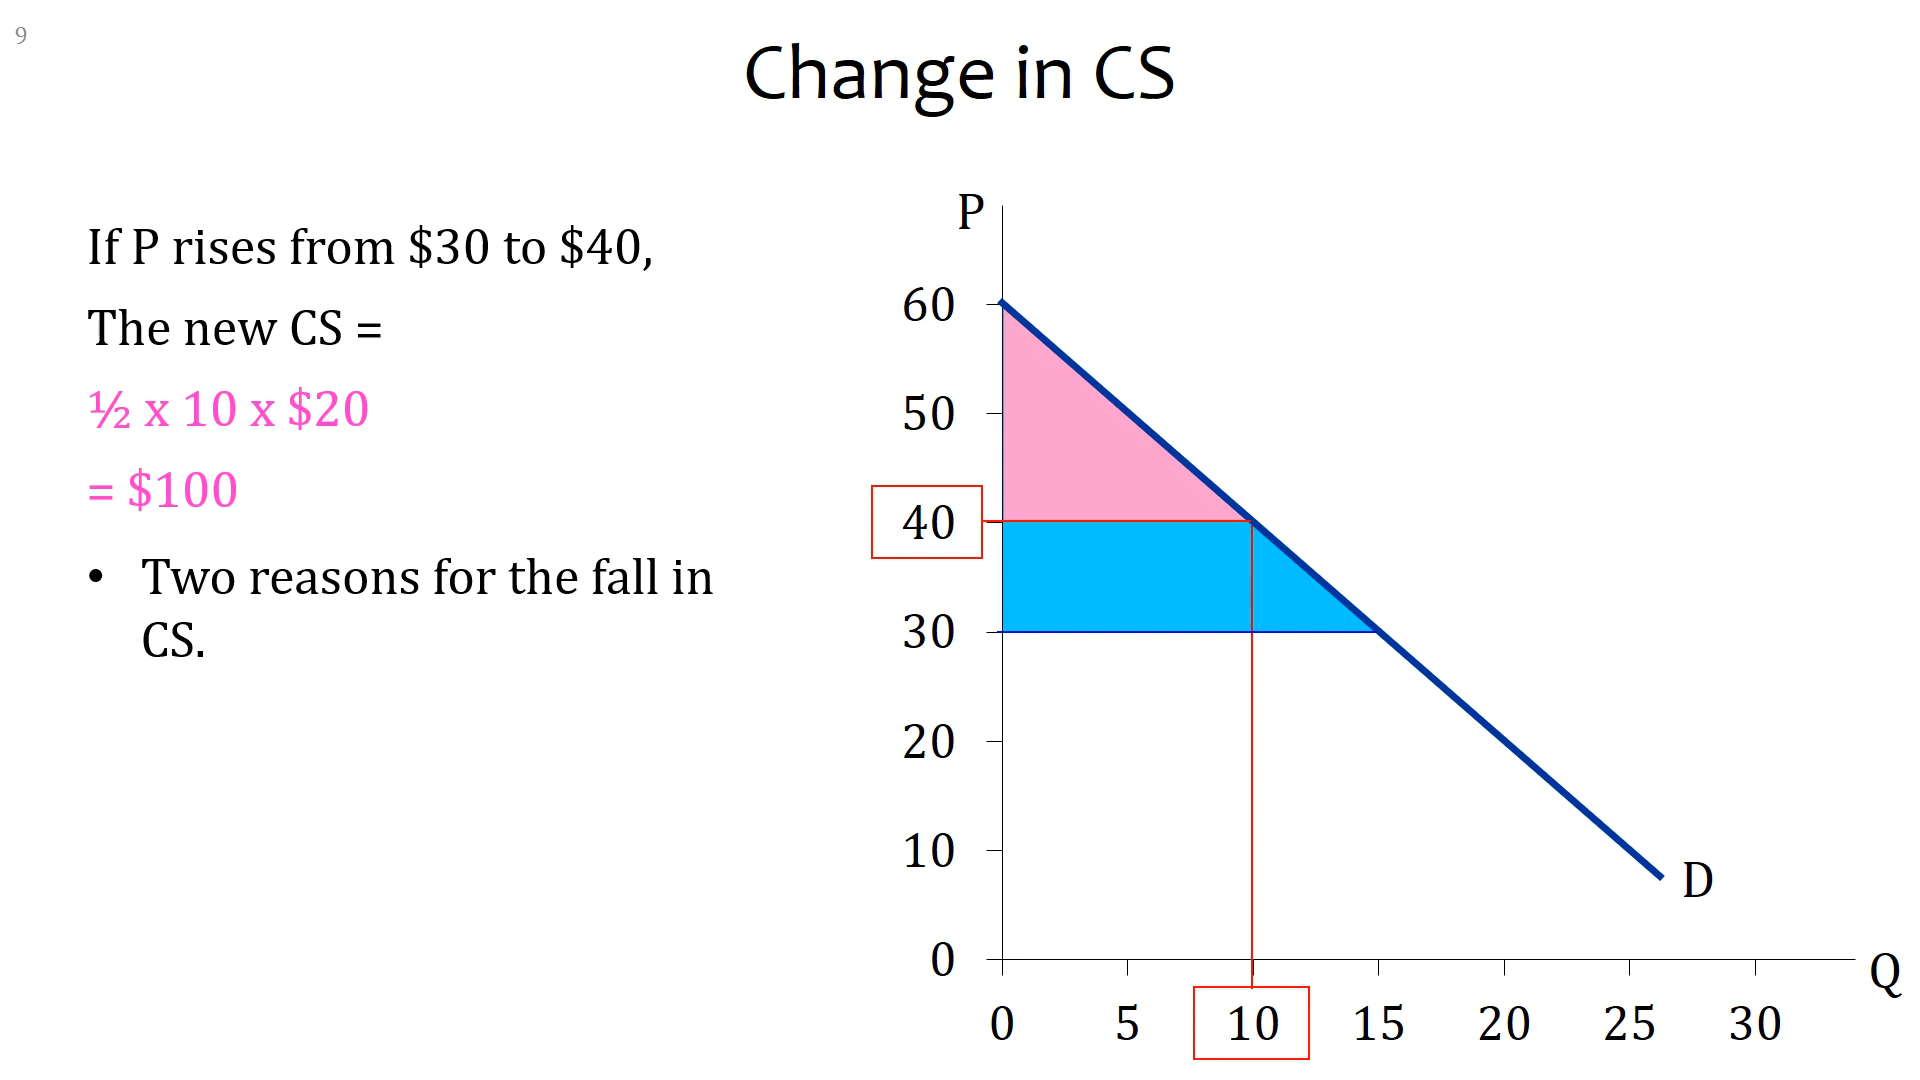 9
Change in CS
If P rises from $30 to $40,
The new CS =
½ x 10 x $20
= $100
• Two reasons for the fall in
CS.
P
60
50
40
30
20
10
0
D
Q
0 5 10 15 20 25 30